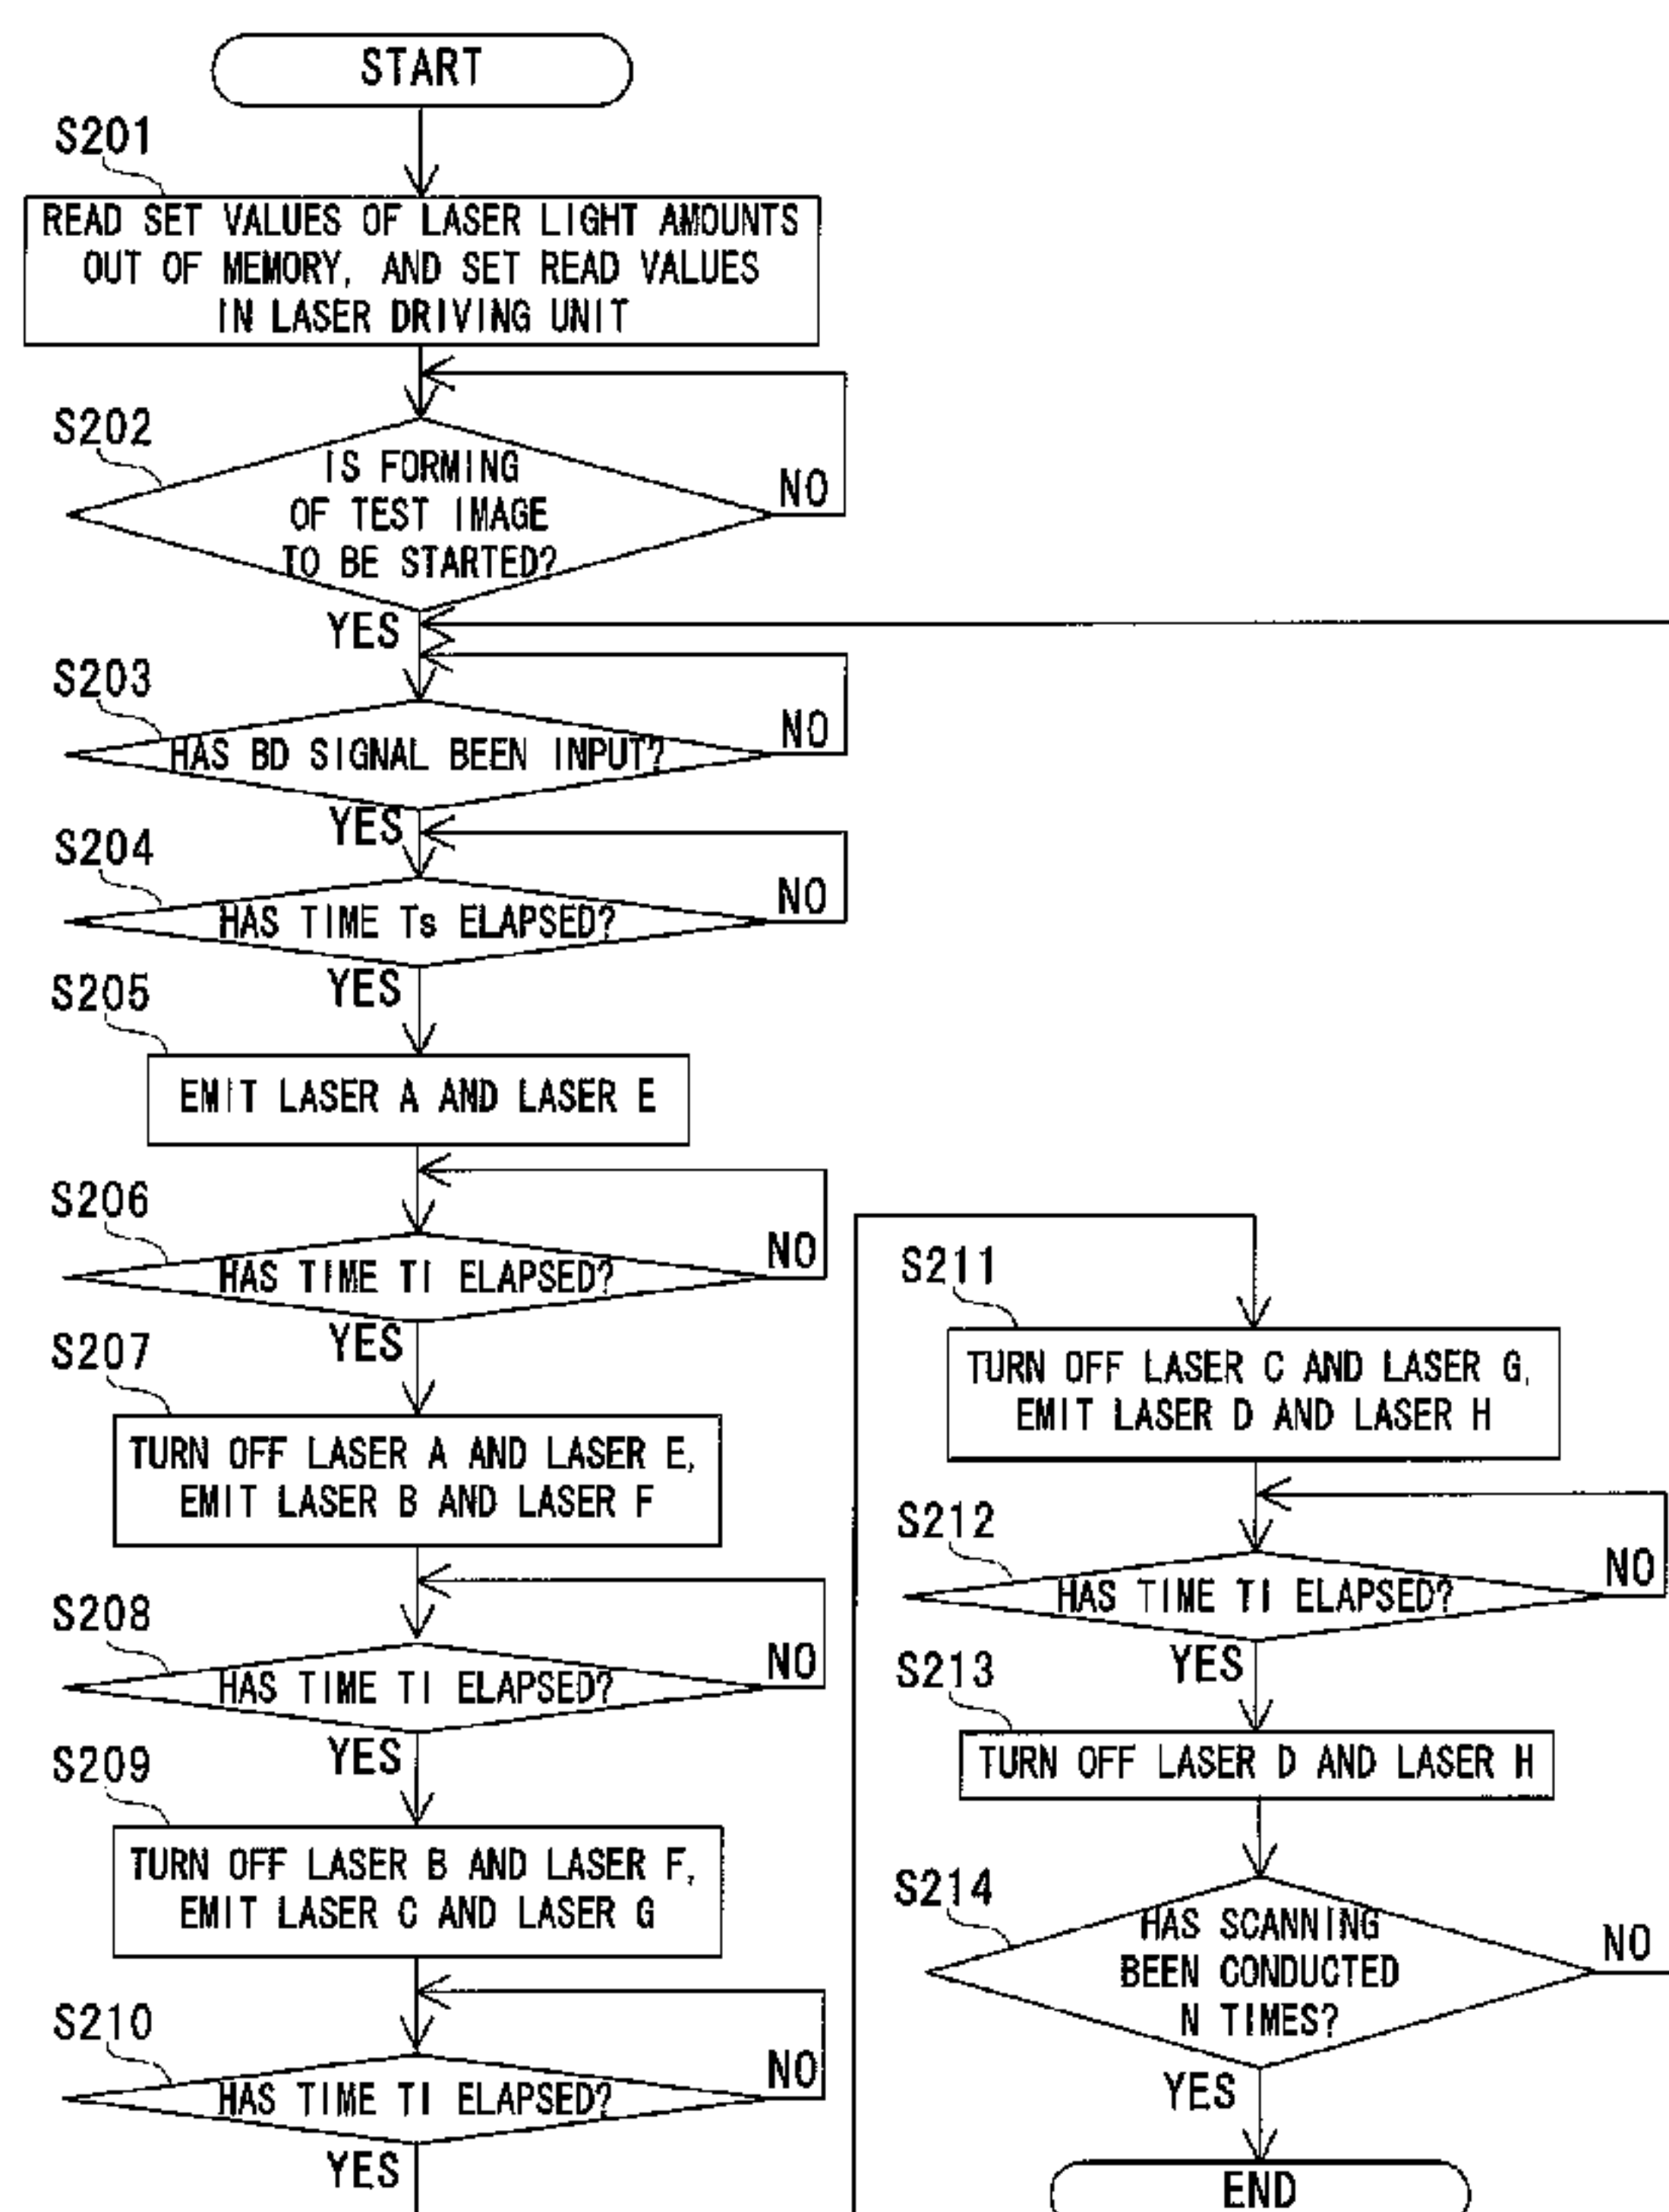 START
S201
READ SET VALUES OF LASER LIGHT AMOUNTS
OUT OF MEMORY, AND SET READ VALUES
IN LASER DRIVING UNIT
S202
IS FORMING
OF TEST IMAGE
TO BE STARTED?
NO
YES
S203
HAS BD SIGNAL BEEN INPUT?
NO
YES
S204
HAS TIME Ts ELAPSED?
NO
YES
S205
EMIT LASER A AND LASER E
S206
HAS TIME TI ELAPSED?
NO
YES
S207
TURN OFF LASER A AND LASER E,
EMIT LASER B AND LASER F
S208
HAS TIME TI ELAPSED?
NO
YES
S209
TURN OFF LASER B AND LASER F,
EMIT LASER C AND LASER G
S210
HAS TIME TI ELAPSED?
NO
YES
S211
TURN OFF LASER C AND LASER G,
EMIT LASER D AND LASER H
S212
HAS TIME TI ELAPSED?
NO
YES
S213
TURN OFF LASER D AND LASER H
S214
HAS SCANNING
BEEN CONDUCTED
N TIMES?
NO
YES
END